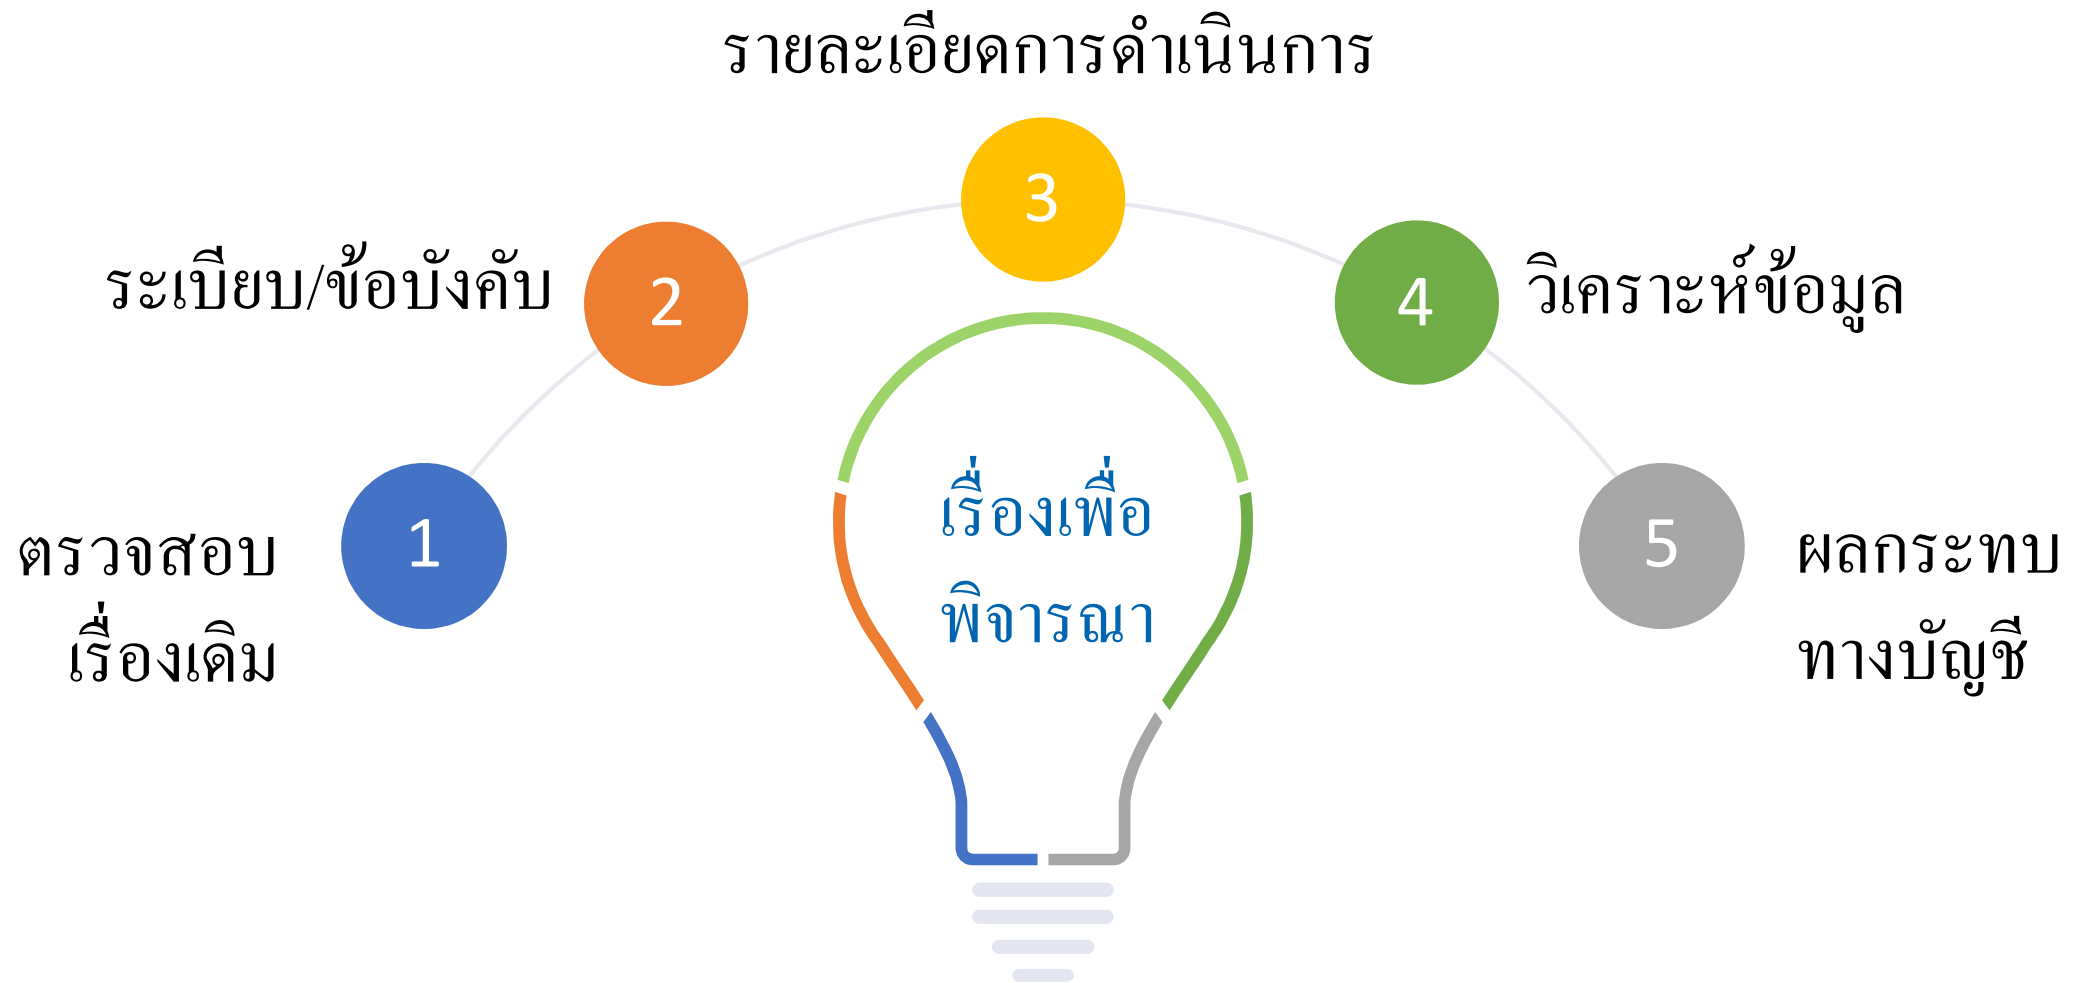 รายละเอียดการดำเนินการ
3
ระเบียบ/ข้อบังคับ
2
4
วิเคราะห์ข้อมูล
ตรวจสอบ
เรื่องเดิม
1
เรื่องเพื่อ
พิจารณา
5
ผลกระทบ
ทางบัญชี